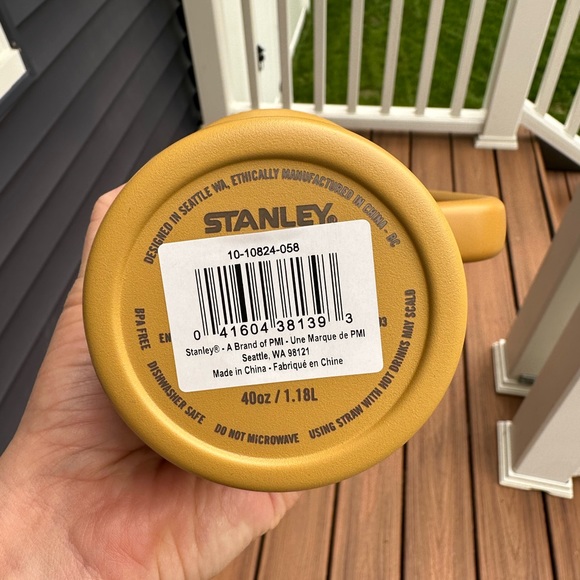 DESIGNED IN SEATTLE WA, ETHICALLY MANUFACTURED IN CHINA - DC
STANLEY®
10-10824-058
0 41604 38139 3
Stanley® - A Brand of PMI - Une Marque de PMI
Seattle, WA 98121
Made in China - Fabriqué en Chine
EN
40oz / 1.18L
BPA FREE
DISHWASHER SAFE
DO NOT MICROWAVE
USING STRAW WITH HOT DRINKS MAY SCALD